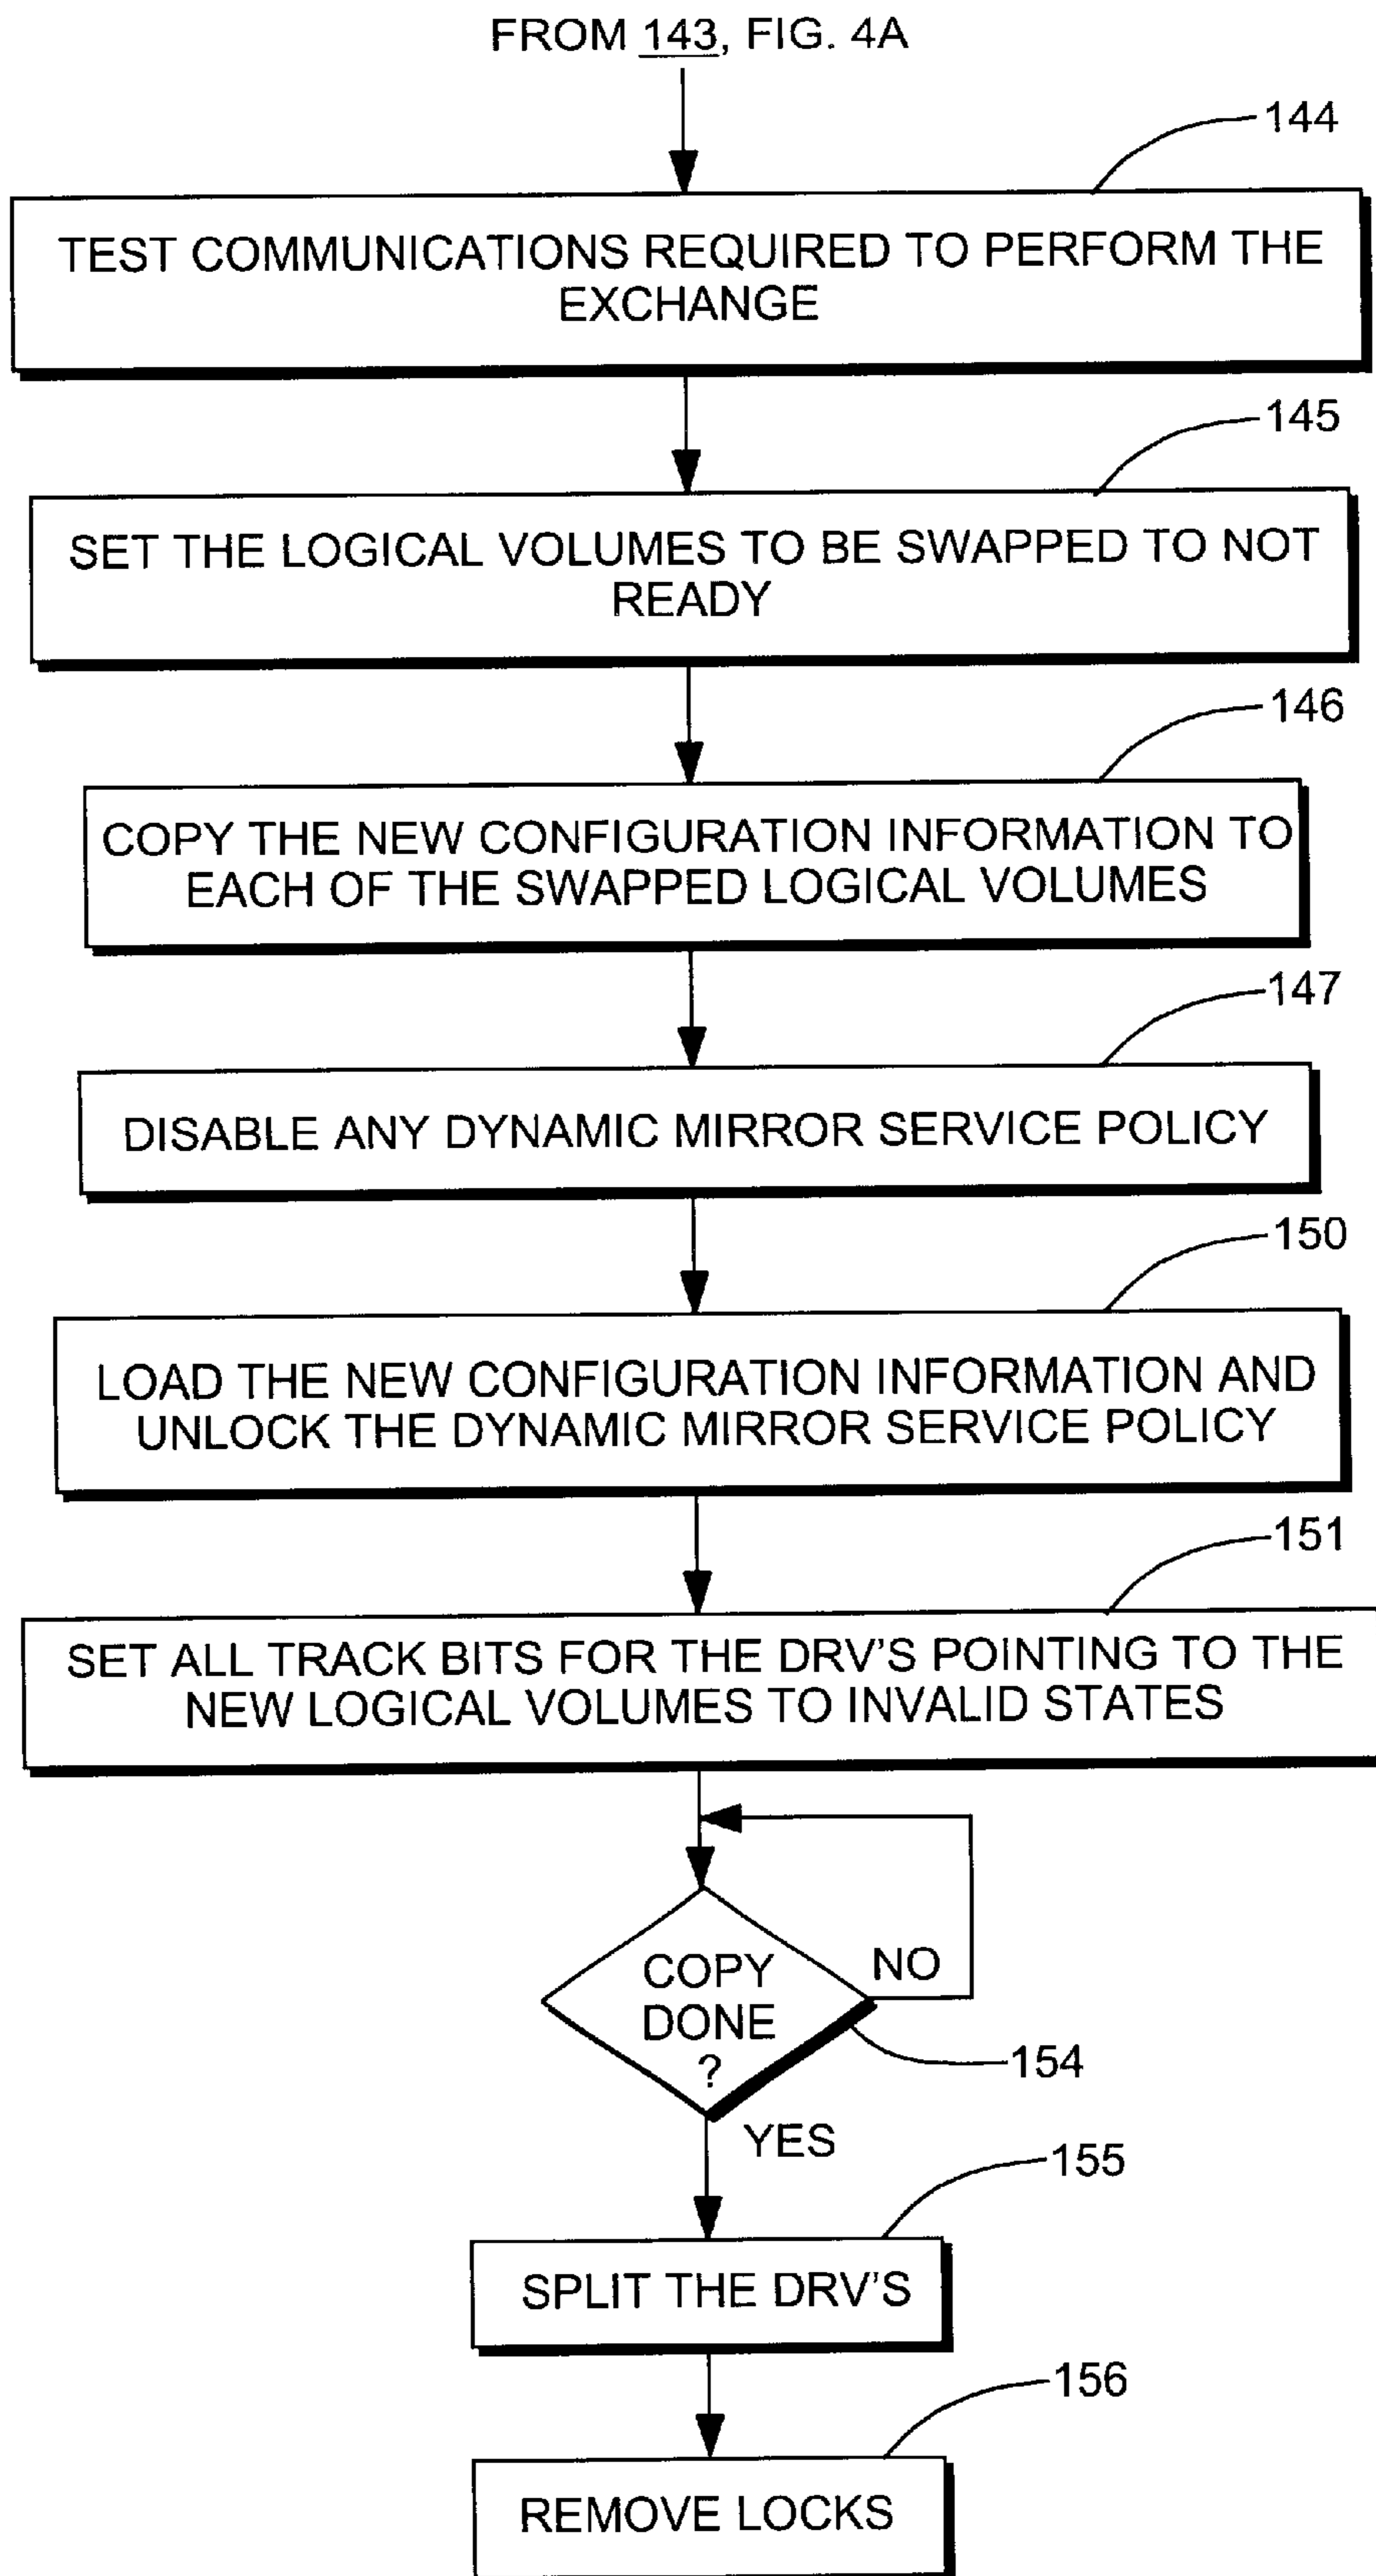 FROM 143, FIG. 4A
144
TEST COMMUNICATIONS REQUIRED TO PERFORM THE
EXCHANGE
145
SET THE LOGICAL VOLUMES TO BE SWAPPED TO NOT
READY
146
COPY THE NEW CONFIGURATION INFORMATION TO
EACH OF THE SWAPPED LOGICAL VOLUMES
147
DISABLE ANY DYNAMIC MIRROR SERVICE POLICY
150
LOAD THE NEW CONFIGURATION INFORMATION AND
UNLOCK THE DYNAMIC MIRROR SERVICE POLICY
151
SET ALL TRACK BITS FOR THE DRV'S POINTING TO THE
NEW LOGICAL VOLUMES TO INVALID STATES
COPY
DONE
?
NO
154
YES
155
SPLIT THE DRV'S
156
REMOVE LOCKS